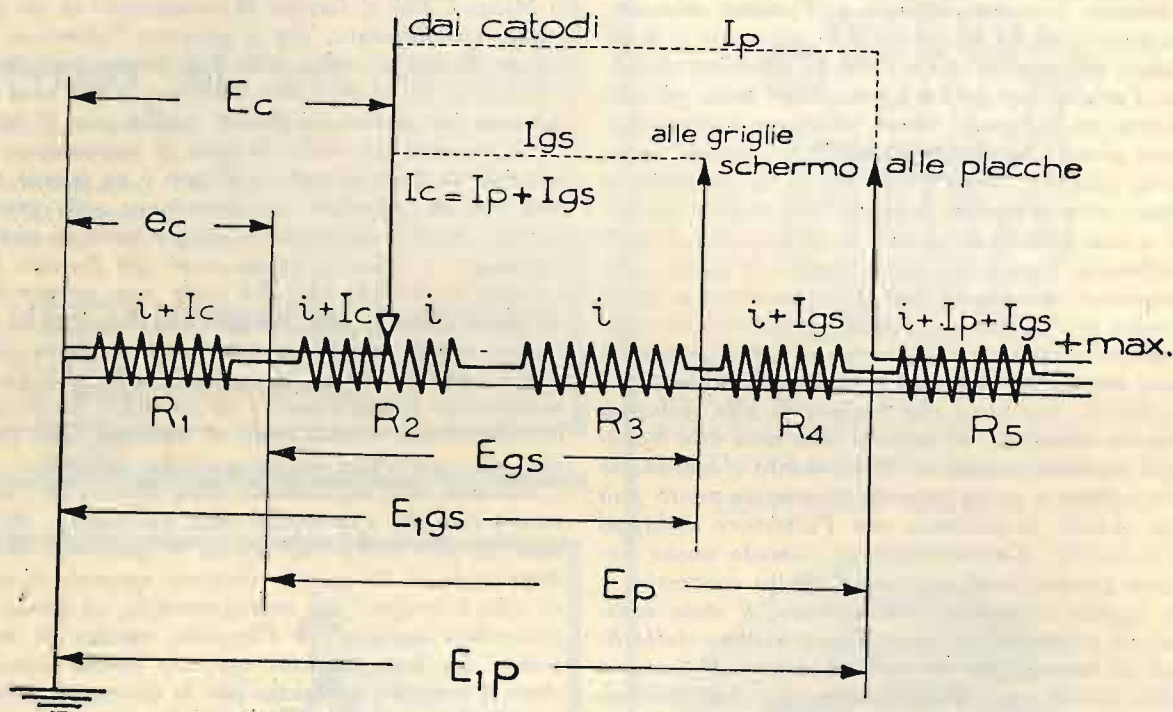 dai catodi Ip
Ec
Igs alle griglie
schermo alle placche
Ic = Ip + Igs
ec
i + Ic i + Ic i i i + Igs i + Ip + Igs
+ max.
R1 R2 R3 R4 R5
Egs
E1gs
Ep
E1p